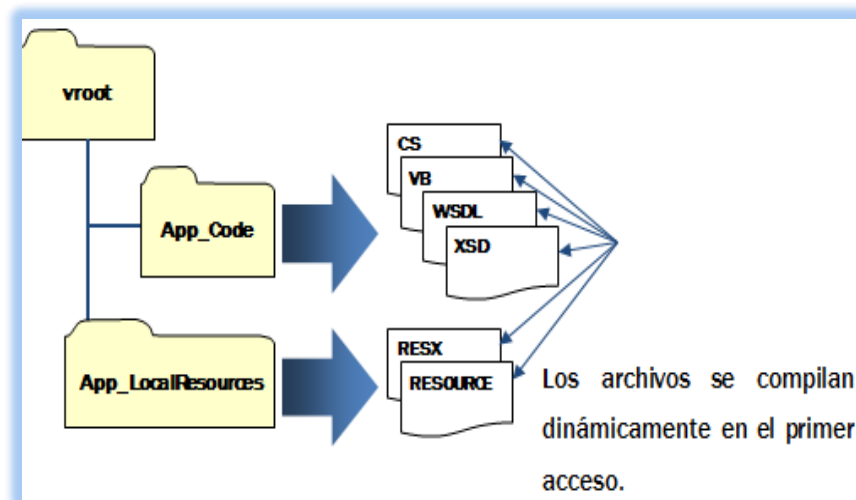 vroot
App_Code
CS
VB
WSDL
XSD
App_LocalResources
RESX
RESOURCE
Los archivos se compilan
dinámicamente en el primer
acceso.